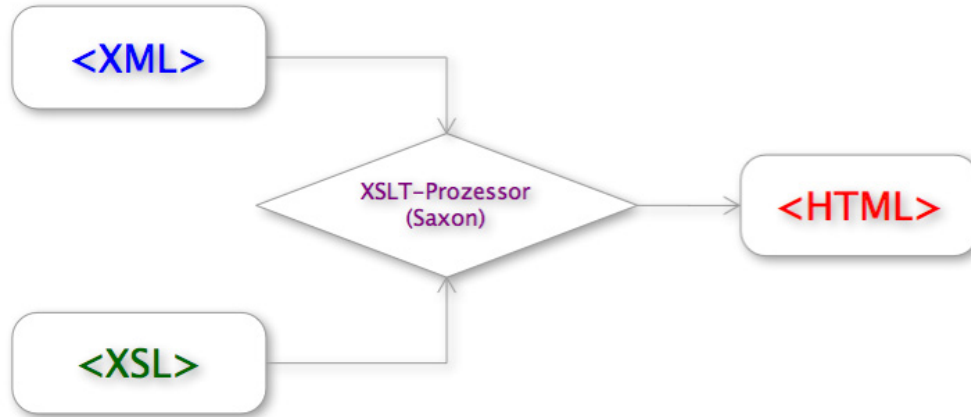 <XML>
XSLT-Prozessor
(Saxon)
<HTML>
<XSL>